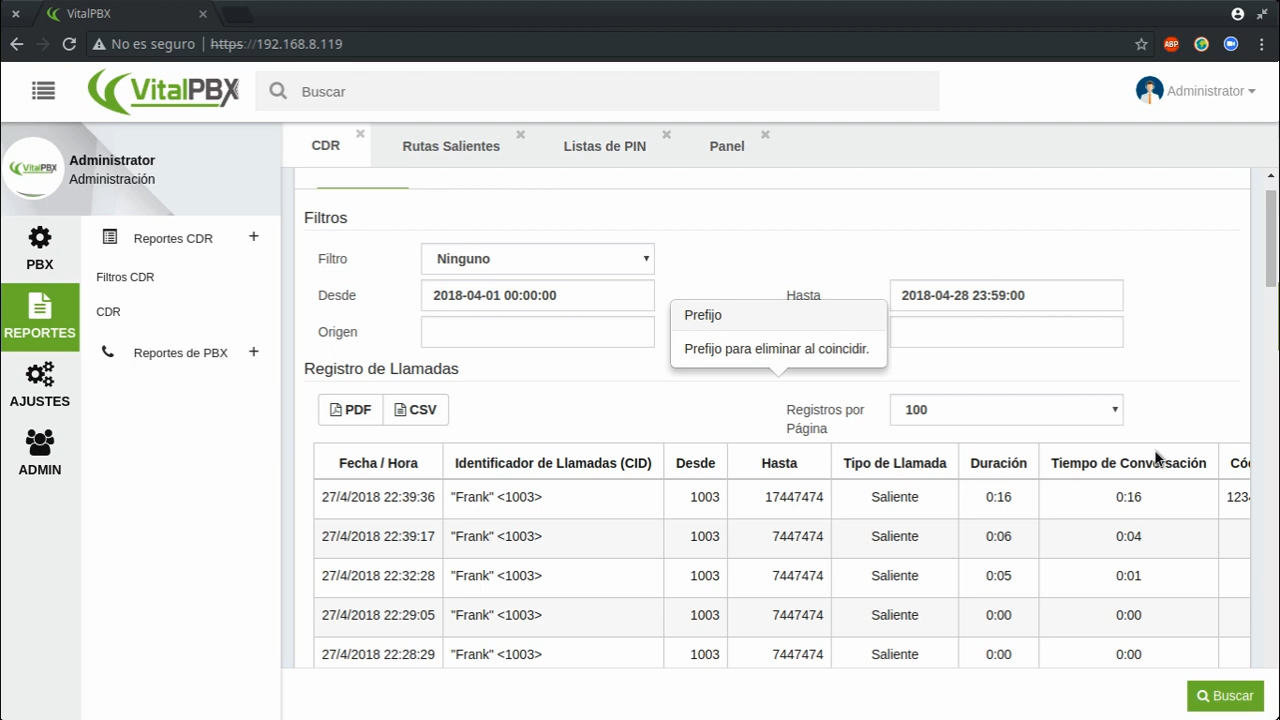 VitalPBX
No es seguro | https://192.168.8.119
ABP
VitalPBX
Buscar
Administrator
VitalPBX
Administrator
Administración
CDR
Rutas Salientes
Listas de PIN
Panel
PBX
REPORTES
AJUSTES
ADMIN
Reportes CDR +
Filtros CDR
CDR
Reportes de PBX +
Filtros
Filtro Ninguno
Desde 2018-04-01 00:00:00 Hasta 2018-04-28 23:59:00
Origen
Prefijo
Prefijo para eliminar al coincidir.
Registro de Llamadas
PDF CSV Registros por Página 100
Fecha / Hora Identificador de Llamadas (CID) Desde Hasta Tipo de Llamada Duración Tiempo de Conversación
27/4/2018 22:39:36 "Frank" <1003> 1003 17447474 Saliente 0:16 0:16
27/4/2018 22:39:17 "Frank" <1003> 1003 7447474 Saliente 0:06 0:04
27/4/2018 22:32:28 "Frank" <1003> 1003 7447474 Saliente 0:05 0:01
27/4/2018 22:29:05 "Frank" <1003> 1003 7447474 Saliente 0:00 0:00
27/4/2018 22:28:29 "Frank" <1003> 1003 7447474 Saliente 0:00 0:00
Buscar